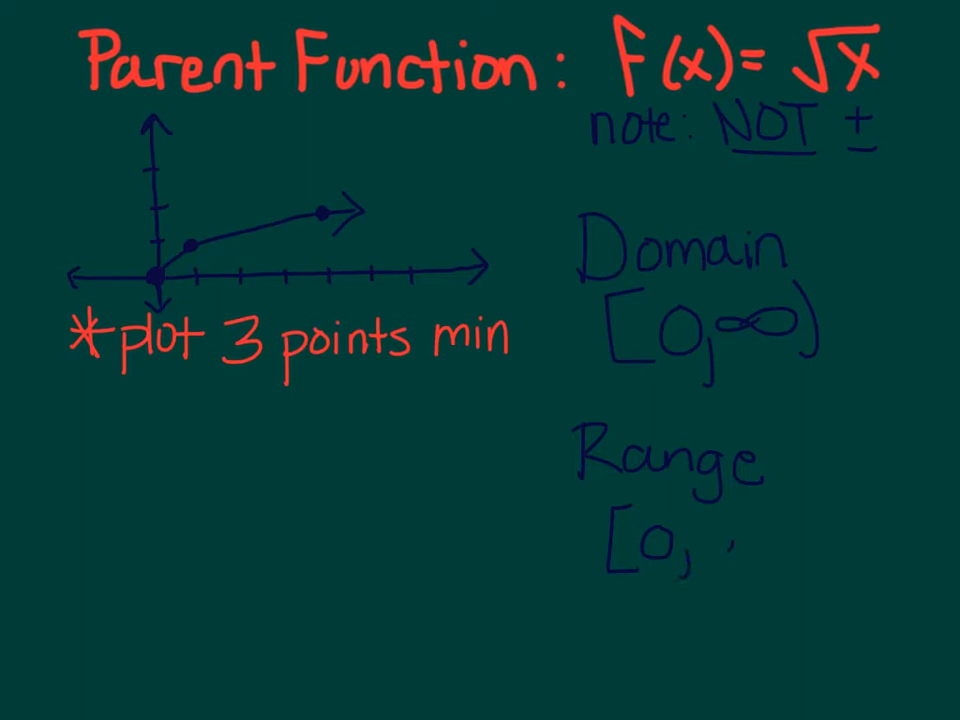 Parent Function: f(x)= √x
note: NOT ±
*plot 3 points min
Domain
[0,∞)
Range
[0,